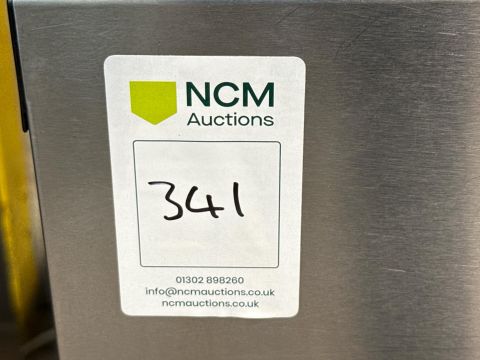 NCM
Auctions
341
01302 898260
info@ncmauctions.co.uk
ncmauctions.co.uk